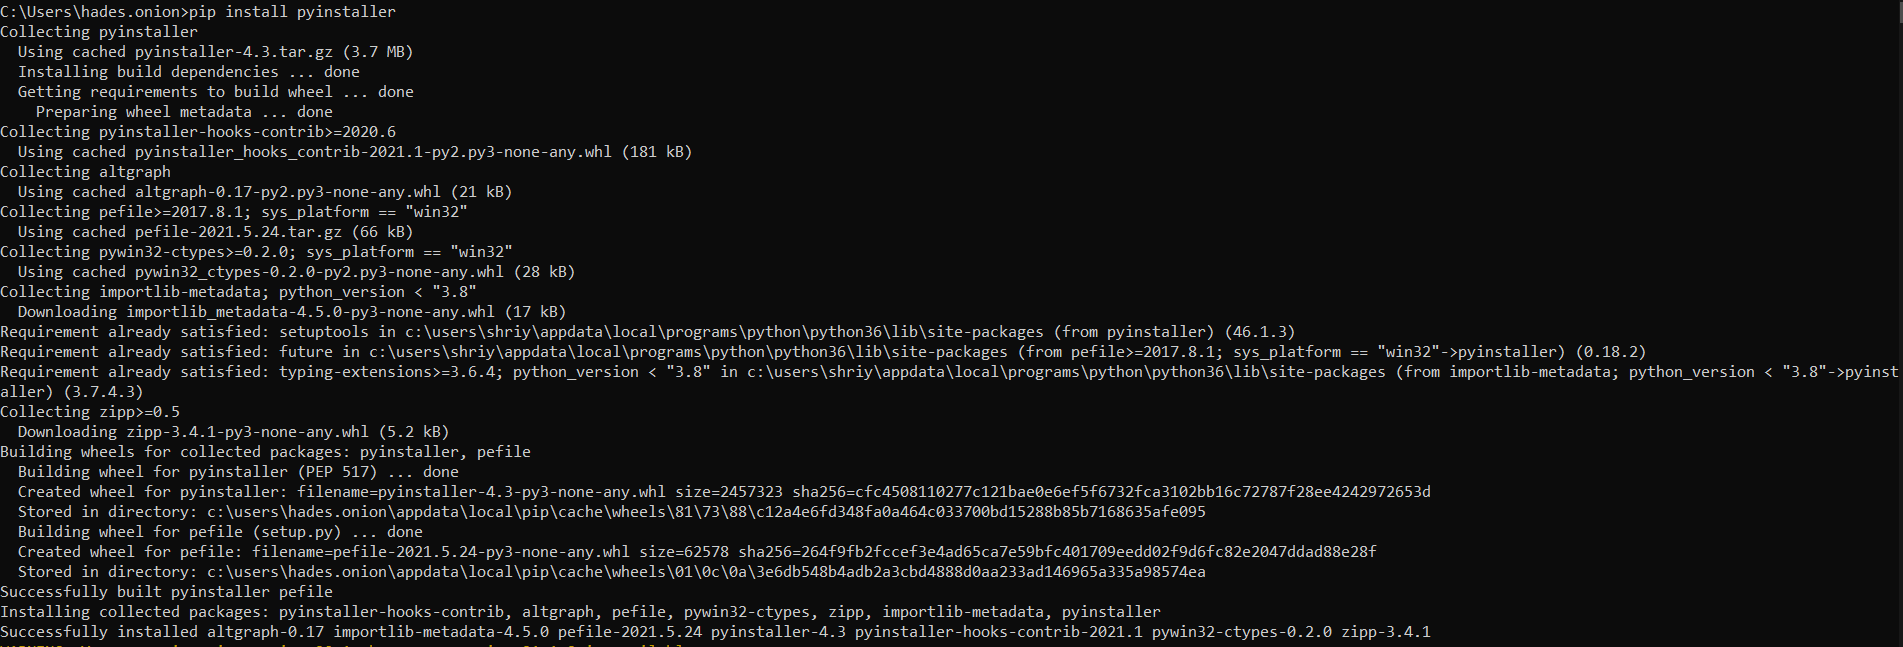 C:\Users\hades.onion>pip install pyinstaller
Collecting pyinstaller
  Using cached pyinstaller-4.3.tar.gz (3.7 MB)
  Installing build dependencies ... done
  Getting requirements to build wheel ... done
    Preparing wheel metadata ... done
Collecting pyinstaller-hooks-contrib>=2020.6
  Using cached pyinstaller_hooks_contrib-2021.1-py2.py3-none-any.whl (181 kB)
Collecting altgraph
  Using cached altgraph-0.17-py2.py3-none-any.whl (21 kB)
Collecting pefile>=2017.8.1; sys_platform == "win32"
  Using cached pefile-2021.5.24.tar.gz (66 kB)
Collecting pywin32-ctypes>=0.2.0; sys_platform == "win32"
  Using cached pywin32_ctypes-0.2.0-py2.py3-none-any.whl (28 kB)
Collecting importlib-metadata; python_version < "3.8"
  Downloading importlib_metadata-4.5.0-py3-none-any.whl (17 kB)
Requirement already satisfied: setuptools in c:\users\shriy\appdata\local\programs\python\python36\lib\site-packages (from pyinstaller) (46.1.3)
Requirement already satisfied: future in c:\users\shriy\appdata\local\programs\python\python36\lib\site-packages (from pefile>=2017.8.1; sys_platform == "win32"->pyinstaller) (0.18.2)
Requirement already satisfied: typing-extensions>=3.6.4; python_version < "3.8" in c:\users\shriy\appdata\local\programs\python\python36\lib\site-packages (from importlib-metadata; python_version < "3.8"->pyinst
aller) (3.7.4.3)
Collecting zipp>=0.5
  Downloading zipp-3.4.1-py3-none-any.whl (5.2 kB)
Building wheels for collected packages: pyinstaller, pefile
  Building wheel for pyinstaller (PEP 517) ... done
  Created wheel for pyinstaller: filename=pyinstaller-4.3-py3-none-any.whl size=2457323 sha256=cfc4508110277c121bae0e6ef5f6732fca3102bb16c72787f28ee4242972653d
  Stored in directory: c:\users\hades.onion\appdata\local\pip\cache\wheels\81\73\88\c12a4e6fd348fa0a464c033700bd15288b85b7168635afe095
  Building wheel for pefile (setup.py) ... done
  Created wheel for pefile: filename=pefile-2021.5.24-py3-none-any.whl size=62578 sha256=264f9fb2fccef3e4ad65ca7e59bfc401709eedd02f9d6fc82e2047ddad88e28f
  Stored in directory: c:\users\hades.onion\appdata\local\pip\cache\wheels\01\0c\0a\3e6db548b4adb2a3cbd4888d0aa233ad146965a335a98574ea
Successfully built pyinstaller pefile
Installing collected packages: pyinstaller-hooks-contrib, altgraph, pefile, pywin32-ctypes, zipp, importlib-metadata, pyinstaller
Successfully installed altgraph-0.17 importlib-metadata-4.5.0 pefile-2021.5.24 pyinstaller-4.3 pyinstaller-hooks-contrib-2021.1 pywin32-ctypes-0.2.0 zipp-3.4.1